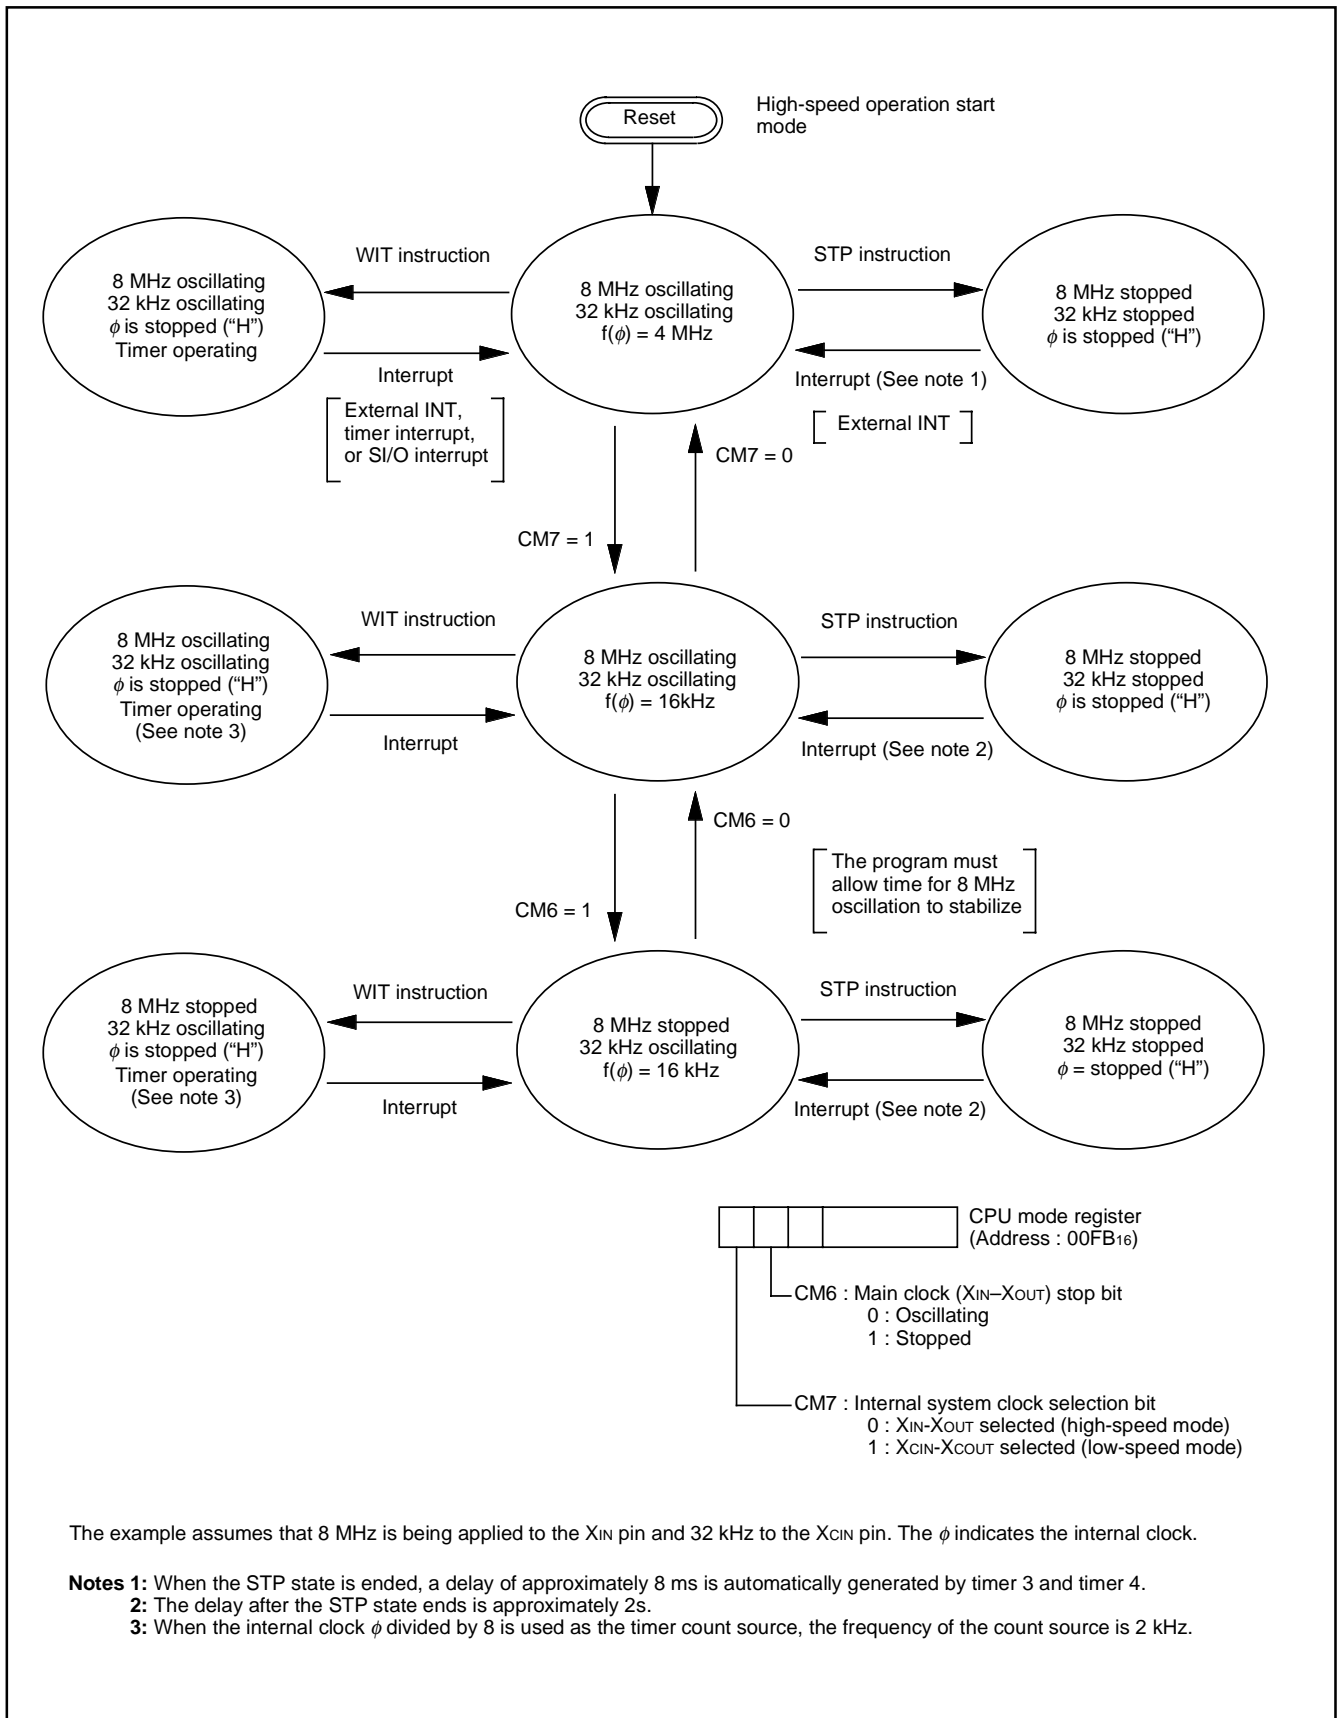 Reset
High-speed operation start
mode
WIT instruction
STP instruction
8 MHz oscillating
32 kHz oscillating
ϕ is stopped (“H”)
Timer operating
8 MHz oscillating
32 kHz oscillating
f(ϕ) = 4 MHz
8 MHz stopped
32 kHz stopped
ϕ is stopped (“H”)
Interrupt
Interrupt (See note 1)
External INT,
timer interrupt,
or SI/O interrupt
External INT
CM7 = 0
CM7 = 1
WIT instruction
STP instruction
8 MHz oscillating
32 kHz oscillating
ϕ is stopped (“H”)
Timer operating
(See note 3)
8 MHz oscillating
32 kHz oscillating
f(ϕ) = 16kHz
8 MHz stopped
32 kHz stopped
ϕ is stopped (“H”)
Interrupt
Interrupt (See note 2)
CM6 = 0
The program must
allow time for 8 MHz
oscillation to stabilize
CM6 = 1
WIT instruction
STP instruction
8 MHz stopped
32 kHz oscillating
ϕ is stopped (“H”)
Timer operating
(See note 3)
8 MHz stopped
32 kHz oscillating
f(ϕ) = 16 kHz
8 MHz stopped
32 kHz stopped
ϕ = stopped (“H”)
Interrupt
Interrupt (See note 2)
CPU mode register
(Address : 00FB16)
CM6 : Main clock (XIN–XOUT) stop bit
0 : Oscillating
1 : Stopped
CM7 : Internal system clock selection bit
0 : XIN-XOUT selected (high-speed mode)
1 : XCIN-XCOUT selected (low-speed mode)
The example assumes that 8 MHz is being applied to the XIN pin and 32 kHz to the XCIN pin. The ϕ indicates the internal clock.
Notes 1: When the STP state is ended, a delay of approximately 8 ms is automatically generated by timer 3 and timer 4.
2: The delay after the STP state ends is approximately 2s.
3: When the internal clock ϕ divided by 8 is used as the timer count source, the frequency of the count source is 2 kHz.